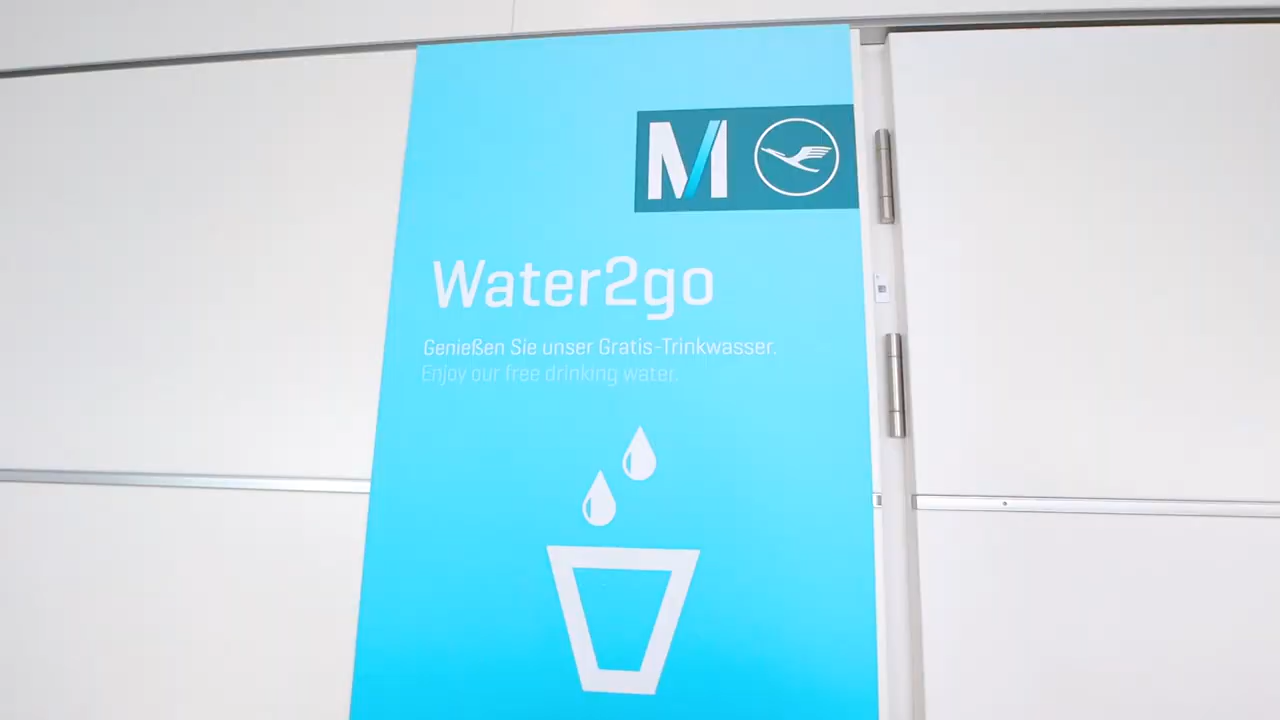 M
Water2go
Genießen Sie unser Gratis-Trinkwasser.
Enjoy our free drinking water.